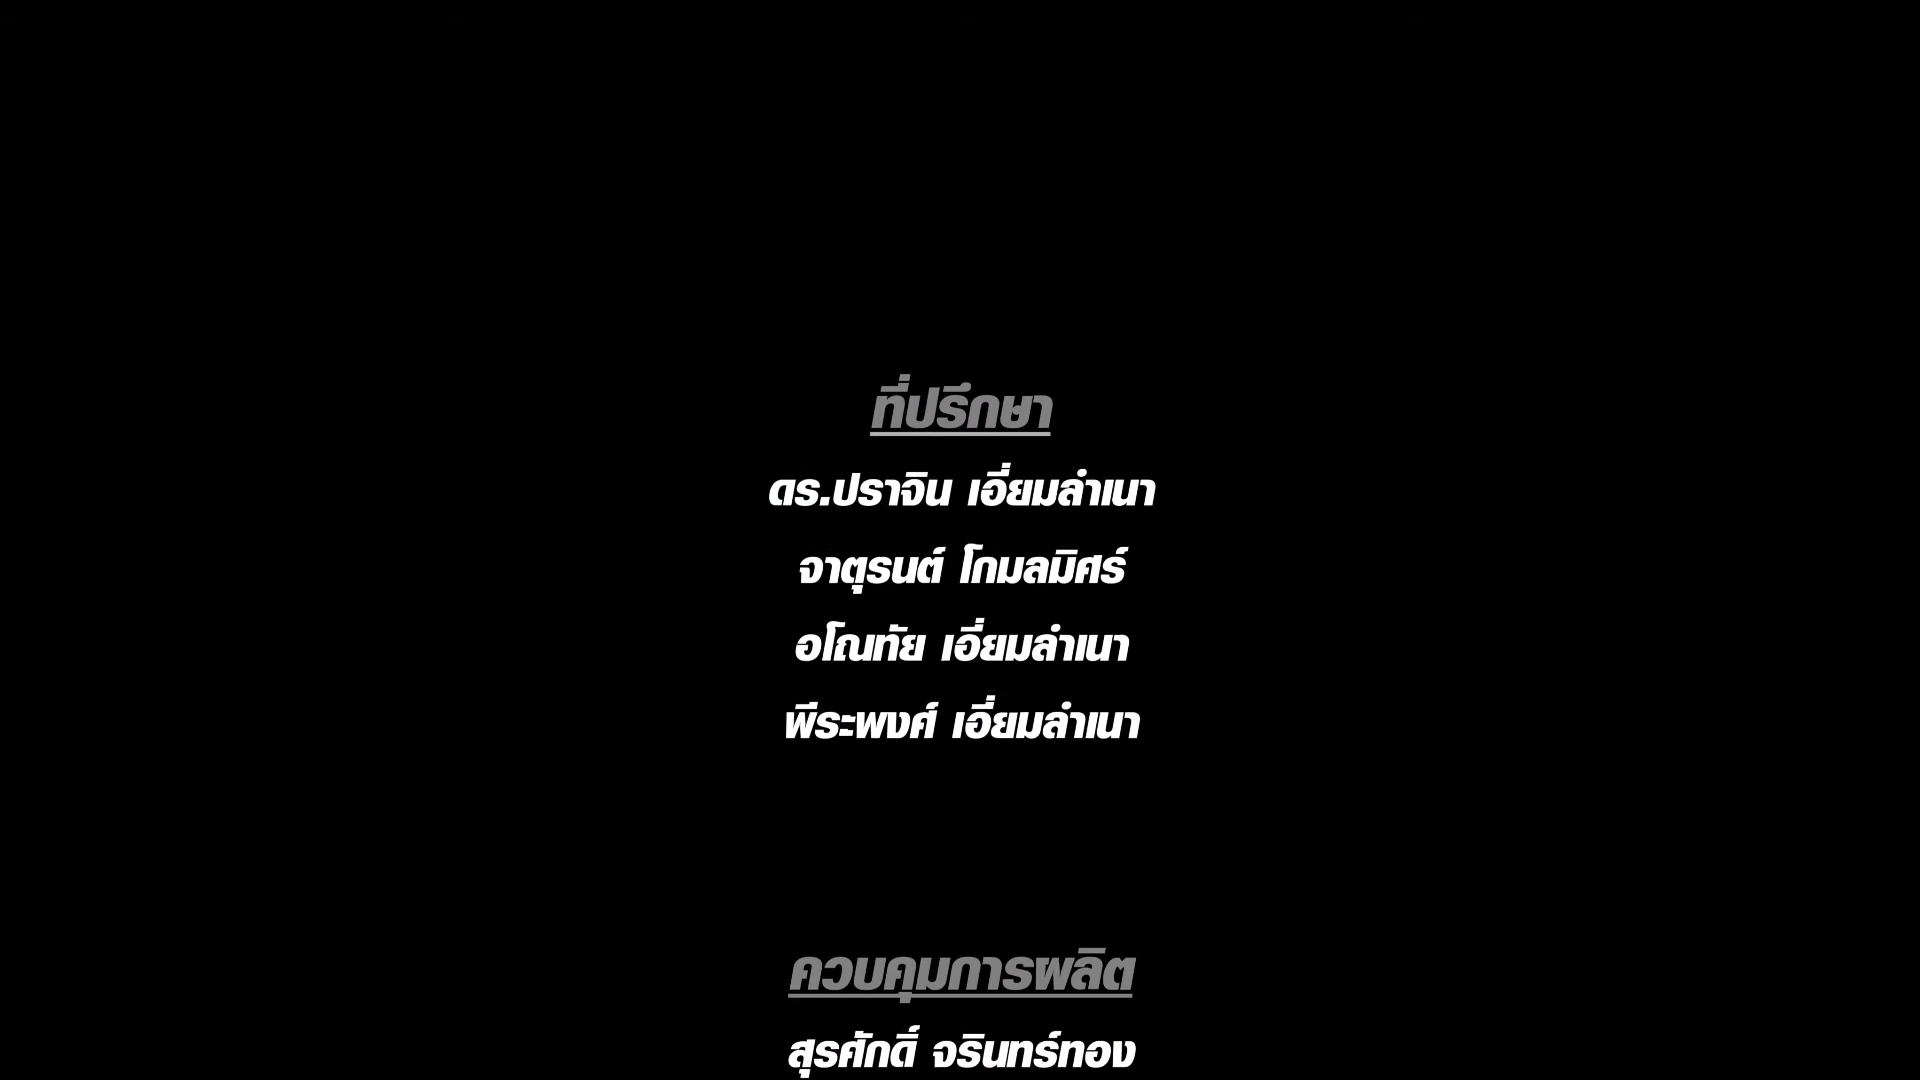 ที่ปรึกษา
ดร.ปราจิน เอี่ยมลำเนา
จาตุรนต์ โกมลมิศร์
อโณทัย เอี่ยมลำเนา
พีระพงศ์ เอี่ยมลำเนา
ควบคุมการผลิต
สุรศักดิ์ จรินทร์ทอง